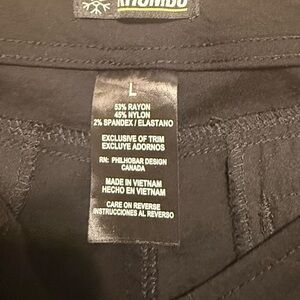 L
53% RAYON
45% NYLON
2% SPANDEX / ELASTANO
EXCLUSIVE OF TRIM
EXCLUYE ADORNOS
RN: PHILHOBAR DESIGN
CANADA
MADE IN VIETNAM
HECHO EN VIETNAM
CARE ON REVERSE
INSTRUCCIONES AL REVERSO